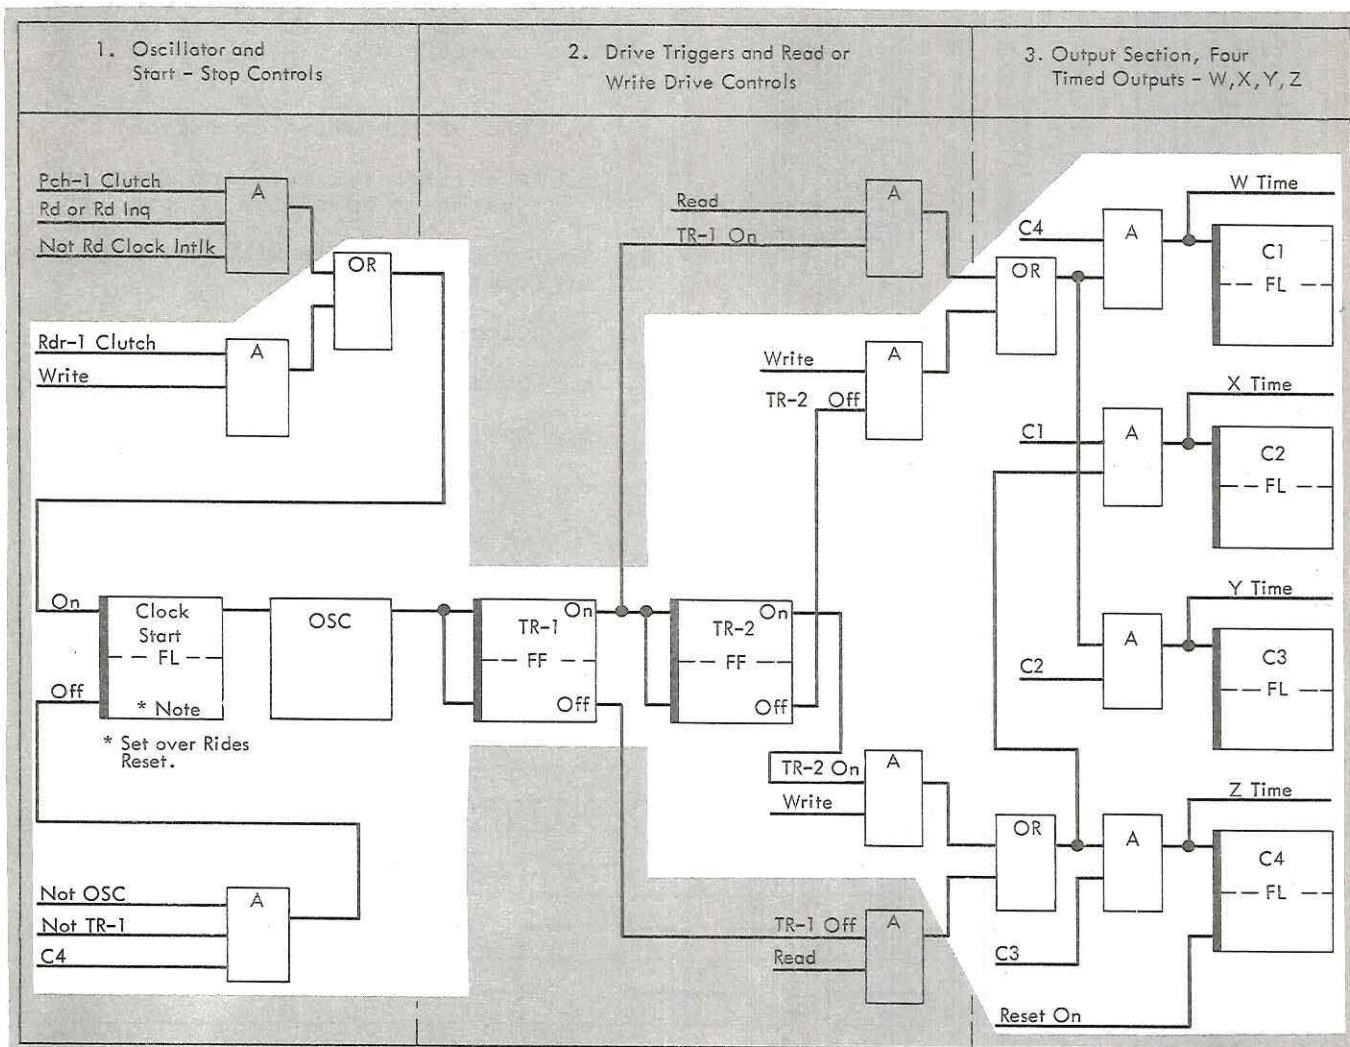 1. Oscillator and
Start - Stop Controls
2. Drive Triggers and Read or
Write Drive Controls
3. Output Section, Four
Timed Outputs - W,X,Y,Z
Pch-1 Clutch
Rd or Rd Inq
Not Rd Clock Intlk
A
OR
Rdr-1 Clutch
Write
A
On
Off
Clock
Start
FL
* Note
* Set over Rides
Reset.
OSC
Not OSC
Not TR-1
C4
A
Read
TR-1 On
A
Write
TR-2 Off
A
TR-1
FF
On
Off
TR-2
FF
On
Off
TR-2 On
Write
A
TR-1 Off
Read
A
OR
OR
C4
A
W Time
C1
FL
C1
A
X Time
C2
FL
C2
A
Y Time
C3
FL
C3
A
Z Time
C4
FL
Reset On